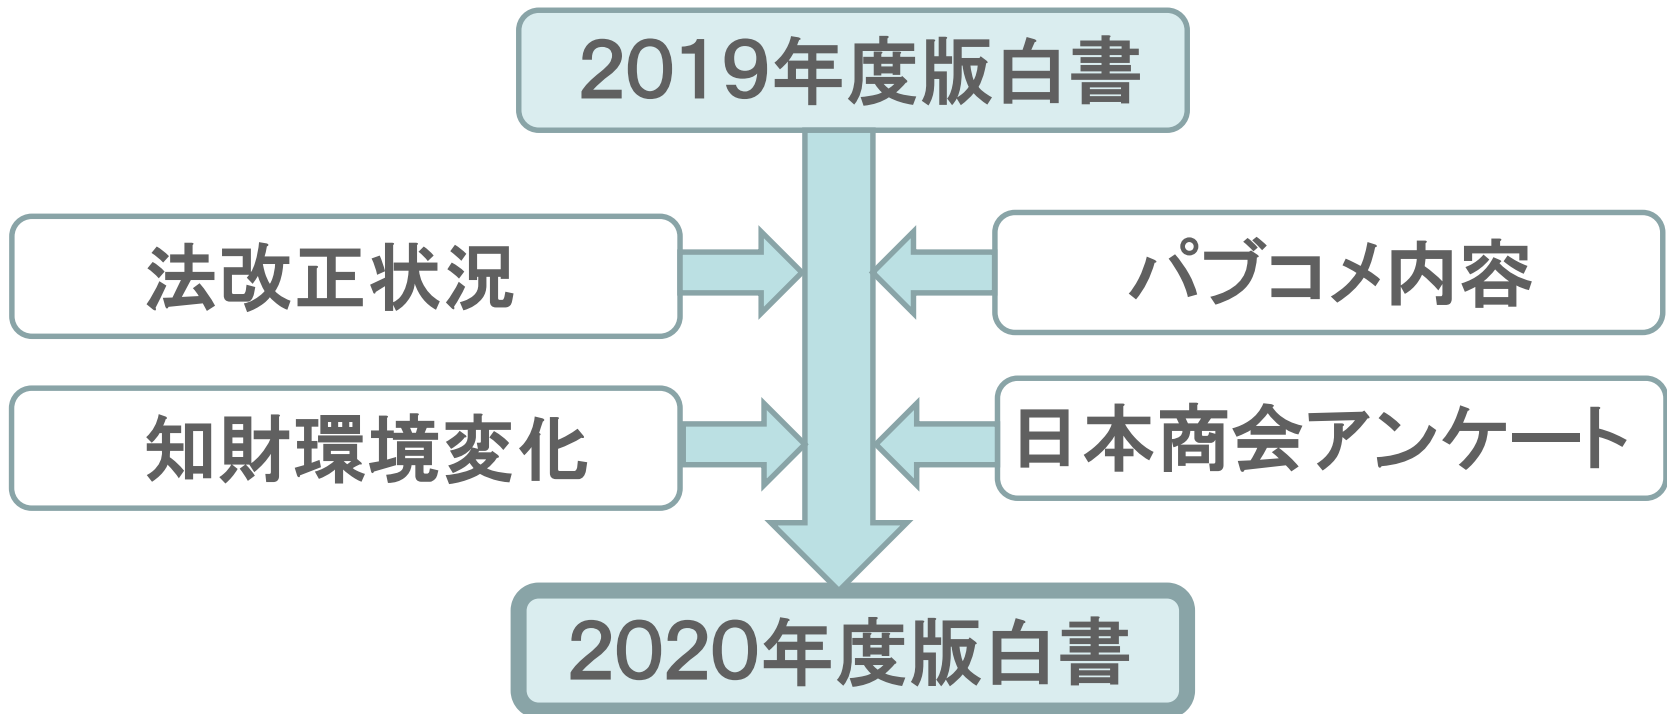 2019年度版白書
法改正状況
パブコメ内容
知財環境変化
日本商会アンケート
2020年度版白書